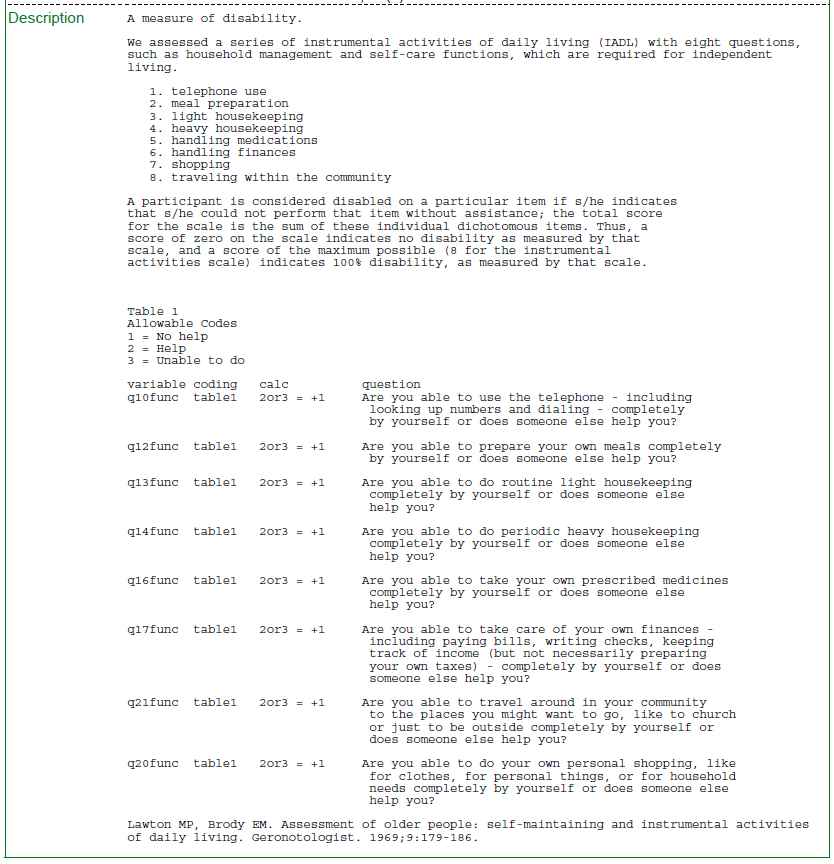 Description
A measure of disability.
We assessed a series of instrumental activities of daily living (IADL) with eight questions,
such as household management and self-care functions, which are required for independent
living.
1. telephone use
2. meal preparation
3. light housekeeping
4. heavy housekeeping
5. handling medications
6. handling finances
7. shopping
8. traveling within the community
A participant is considered disabled on a particular item if s/he indicates
that s/he could not perform that item without assistance; the total score
for the scale is the sum of these individual dichotomous items. Thus, a
score of zero on the scale indicates no disability as measured by that
scale, and a score of the maximum possible (8 for the instrumental
activities scale) indicates 100% disability, as measured by that scale.
Table 1
Allowable Codes
1 = No help
2 = Help
3 = Unable to do
variable coding calc question
q10func table1 2or3 = +1 Are you able to use the telephone - including
looking up numbers and dialing - completely
by yourself or does someone else help you?
q12func table1 2or3 = +1 Are you able to prepare your own meals completely
by yourself or does someone else help you?
q13func table1 2or3 = +1 Are you able to do routine light housekeeping
completely by yourself or does someone else
help you?
q14func table1 2or3 = +1 Are you able to do periodic heavy housekeeping
completely by yourself or does someone else
help you?
q16func table1 2or3 = +1 Are you able to take your own prescribed medicines
completely by yourself or does someone else
help you?
q17func table1 2or3 = +1 Are you able to take care of your own finances -
including paying bills, writing checks, keeping
track of income (but not necessarily preparing
your own taxes) - completely by yourself or does
someone else help you?
q21func table1 2or3 = +1 Are you able to travel around in your community
to the places you might want to go, like to church
or just to be outside completely by yourself or
does someone else help you?
q20func table1 2or3 = +1 Are you able to do your own personal shopping, like
for clothes, for personal things, or for household
needs completely by yourself or does someone else
help you?
Lawton MP, Brody EM. Assessment of older people: self-maintaining and instrumental activities
of daily living. Geronotologist. 1969;9:179-186.